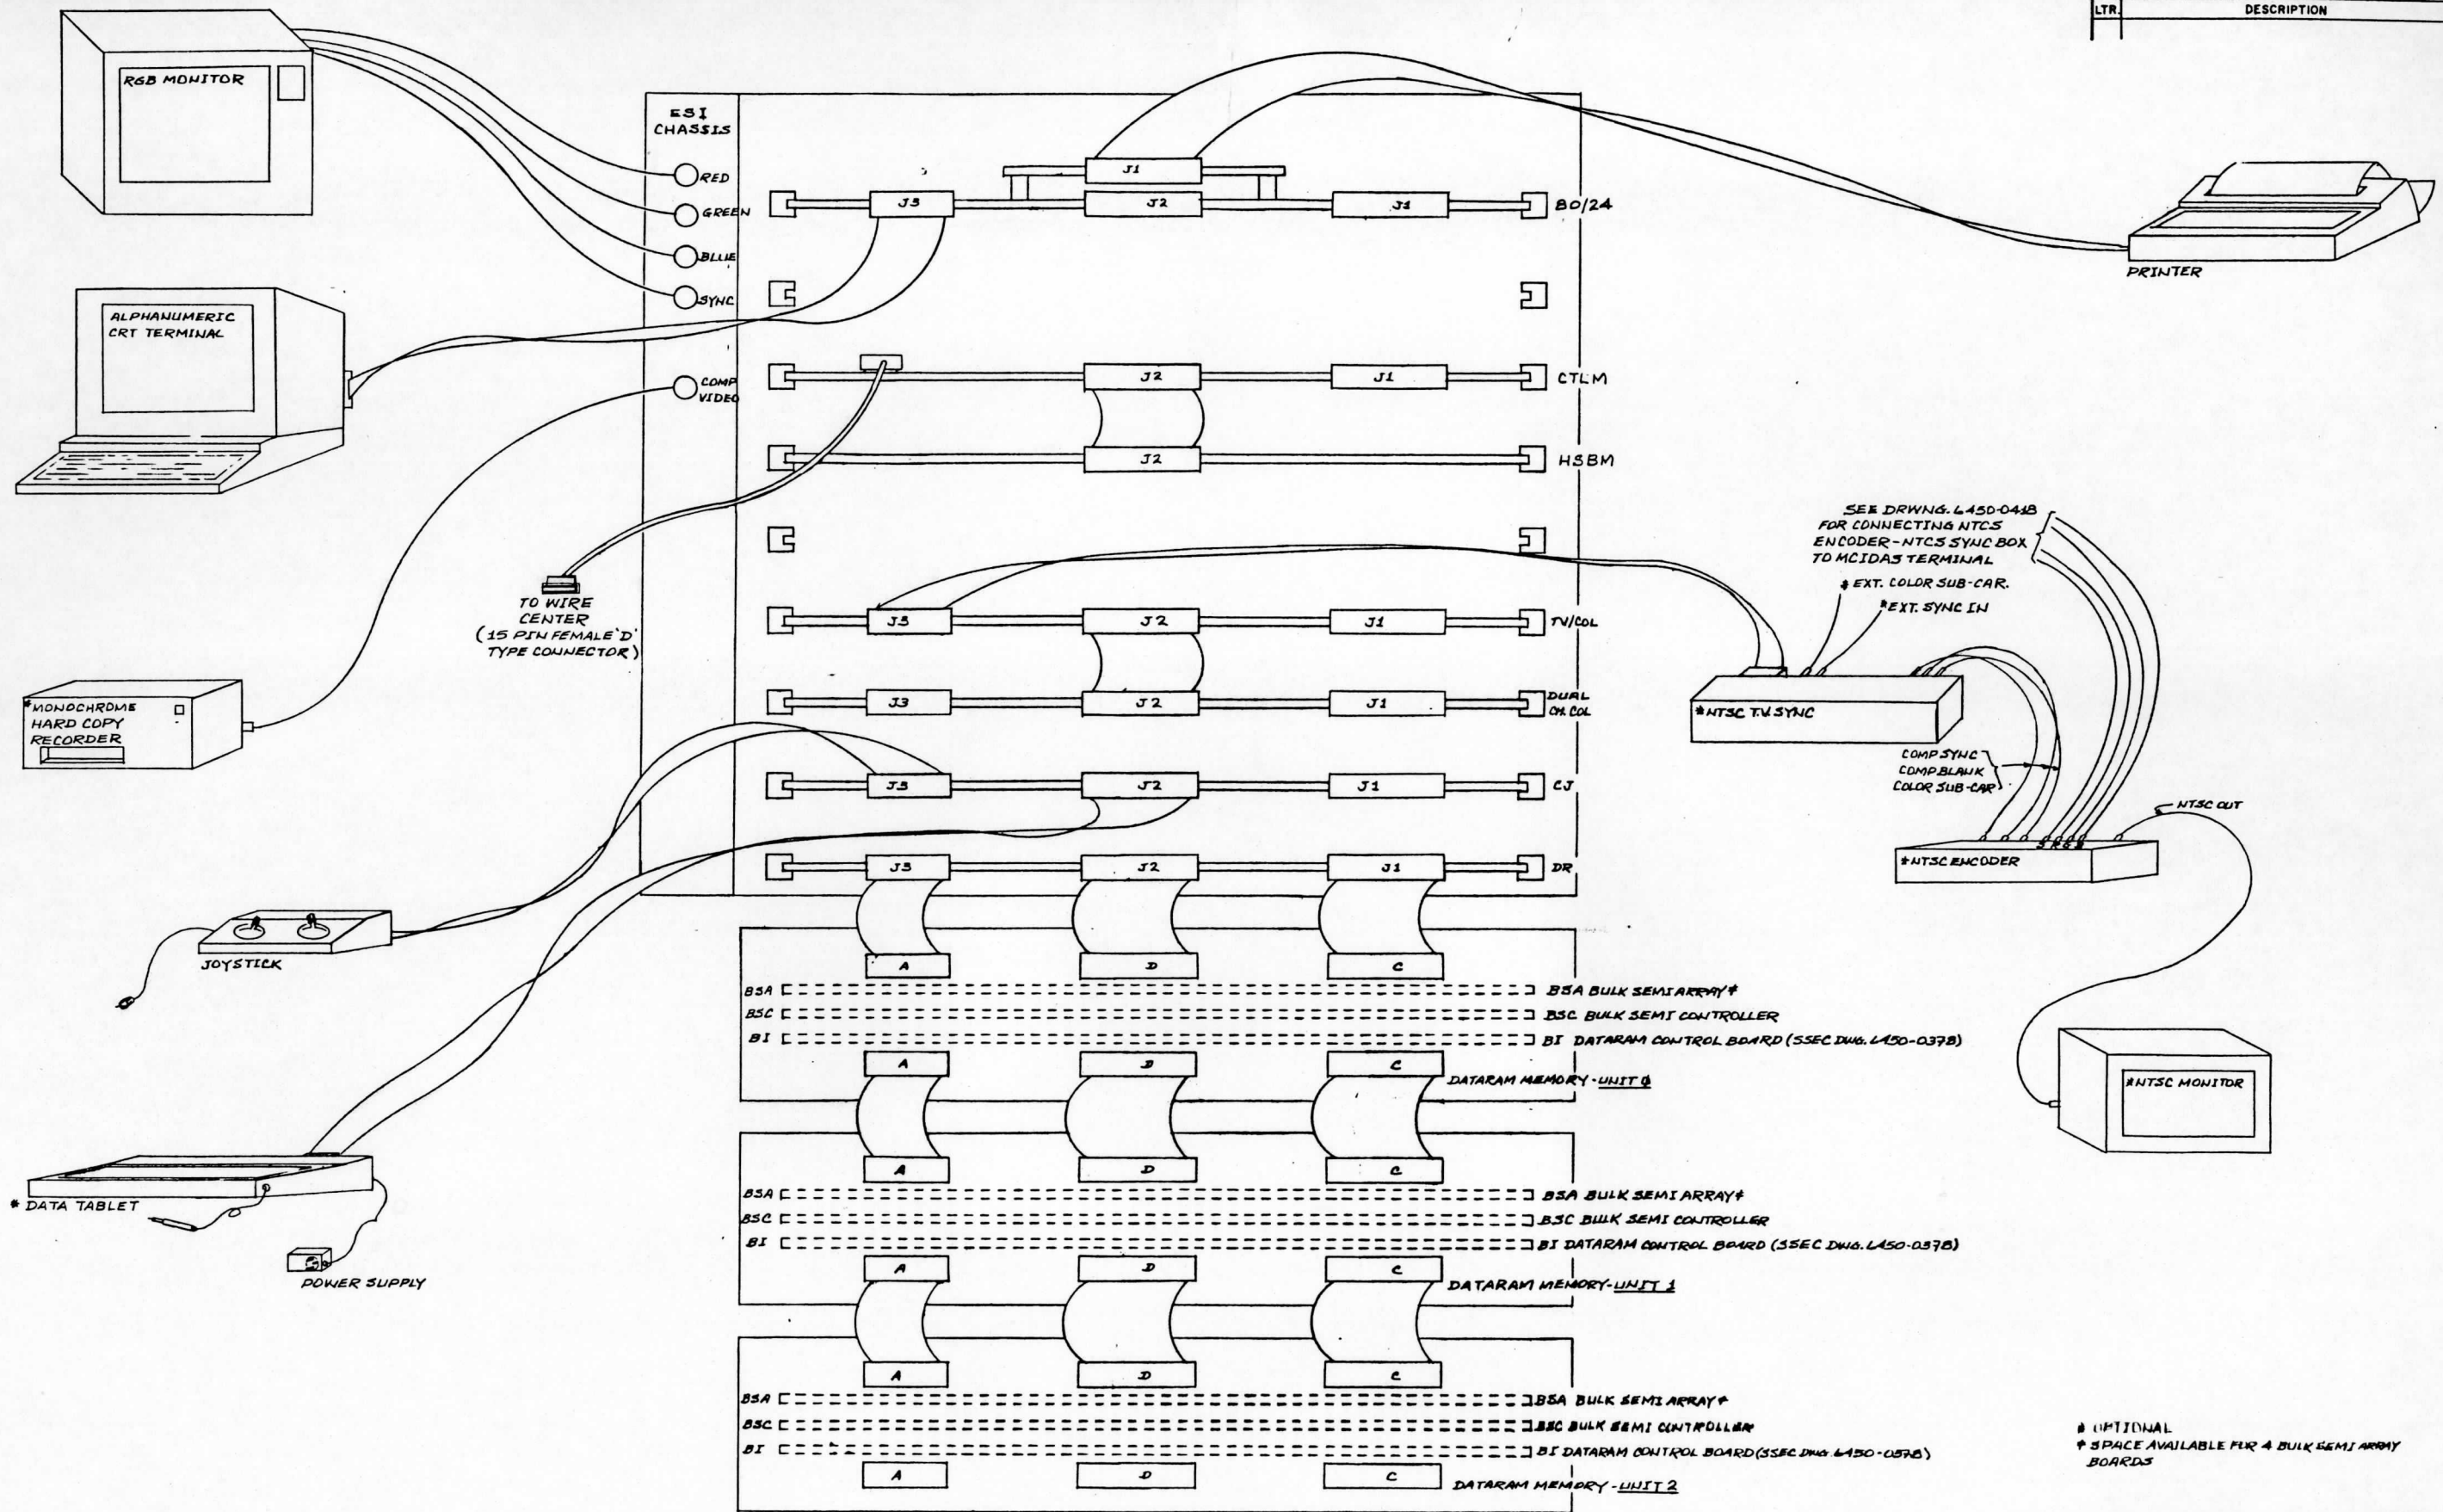 LTR. DESCRIPTION
RGB MONITOR
ESI
CHASSIS
RED
GREEN
BLUE
SYNC
COMP
VIDEO
J1
J3 J2 J1 80/24
PRINTER
ALPHANUMERIC
CRT TERMINAL
J2 J1 CTLM
J2 HSBM
TO WIRE
CENTER
(15 PIN FEMALE 'D'
TYPE CONNECTOR)
SEE DRWNG. 6450-0418
FOR CONNECTING NTCS
ENCODER-NTCS SYNC BOX
TO MCIDAS TERMINAL
* EXT. COLOR SUB-CAR.
* EXT. SYNC IN
J3 J2 J1 TV/COL
*MONOCHROME
HARD COPY
RECORDER
J3 J2 J1 DUAL
CH. COL
*NTSC T.V. SYNC
COMP SYNC
COMP BLANK
COLOR SUB-CAR
J3 J2 J1 CJ
NTSC OUT
S R G B
*NTSC ENCODER
J3 J2 J1 DR
JOYSTICK
A D C
BSA BSA BULK SEMI ARRAY+
BSC BSC BULK SEMI CONTROLLER
BI BI DATARAM CONTROL BOARD (SSEC DWG. 6450-0378)
A D C
DATARAM MEMORY-UNIT 0
*NTSC MONITOR
A D C
* DATA TABLET
POWER SUPPLY
BSA BSA BULK SEMI ARRAY+
BSC BSC BULK SEMI CONTROLLER
BI BI DATARAM CONTROL BOARD (SSEC DWG. 6450-0378)
A D C
DATARAM MEMORY-UNIT 1
A D C
BSA BSA BULK SEMI ARRAY+
BSC BSC BULK SEMI CONTROLLER
BI BI DATARAM CONTROL BOARD (SSEC DWG. 6450-0378)
A D C
DATARAM MEMORY-UNIT 2
* OPTIONAL
+ SPACE AVAILABLE FOR 4 BULK SEMI ARRAY
BOARDS